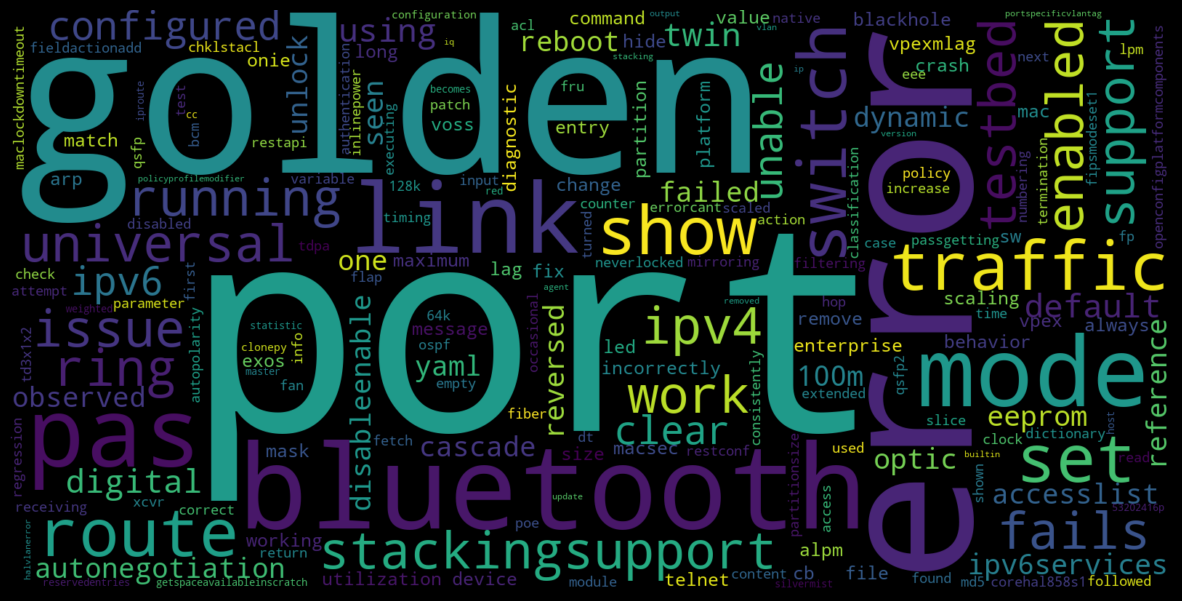 configured
using
configuration
iq
acl
command
value
native
output
vlan
portspecificvlantag
blackhole
fieldactionadd
chklstacl
onie
long
reboot
hide
stacking
twin
vpexmlag
next
lpm
golden
unlock
seen
authentication
inlinepower
executing
becomes
patch
voss
diagnostic
fru
entry
partition
platform
unable
ip
switch
crash
eee
testbed
enabled
support
openconfigplatformcomponents
maclockdowntimeout
match
qsfp
test
iproute
cc
bcm
restapi
arp
policyprofilemodifier
variable
128k
input
red
change
failed
dynamic
version
mac
numbering
termination
fipsmodeset1
policy
increase
running
disabled
timing
counter
errorcant
scaled
action
classification
case
passgetting
sw
fp
universal
tdpa
link
turned
show
error
check
ipv6
first
one
maximum
lag
fix
neverlocked
mirroring
filtering
traffic
attempt
weighted
parameter
flap
agent
removed
hop
scaling
default
port
td3x1x2
issue
autopolarity
statistic
clonepy
info
exos
master
fan
disableenable
64k
message
ospf
yaml
empty
occasional
reversed
led
incorrectly
ipv4
remove
time
vpex
always
enterprise
behavior
qsfp2
mode
reference
ring
observed
100m
extended
consistently
work
slice
eeprom
dictionary
host
pas
fiber
clear
regression
mask
fetch
cascade
dt
macsec
restconf
size
used
clock
builtin
optic
set
digital
bluetooth
partitionsize
access
shown
read
receiving
xcvr
correct
update
accesslist
53202416p
route
working
return
poe
stackingsupport
alpm
fails
halvlanerror
autonegotiation
ipv6services
reservedentries
getspaceavailableinscratch
utilization
device
module
telnet
content
silvermist
cb
file
found
md5
corehal858s1
followed